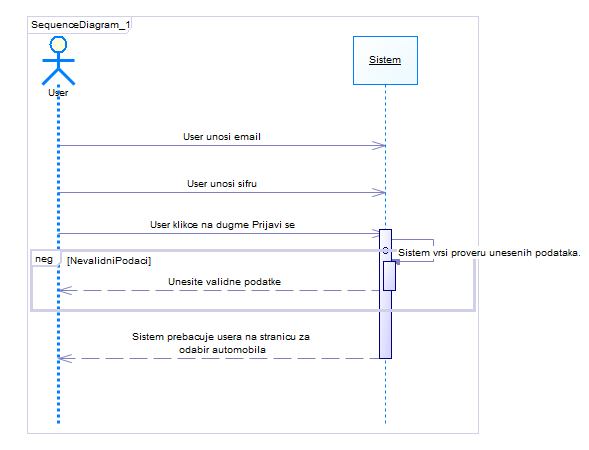 SequenceDiagram_1
User
Sistem
User unosi email
User unosi sifru
User klikce na dugme Prijavi se
Sistem vrsi proveru unesenih podataka.
neg
[NevalidniPodaci]
Unesite validne podatke
Sistem prebacuje usera na stranicu za
odabir automobila